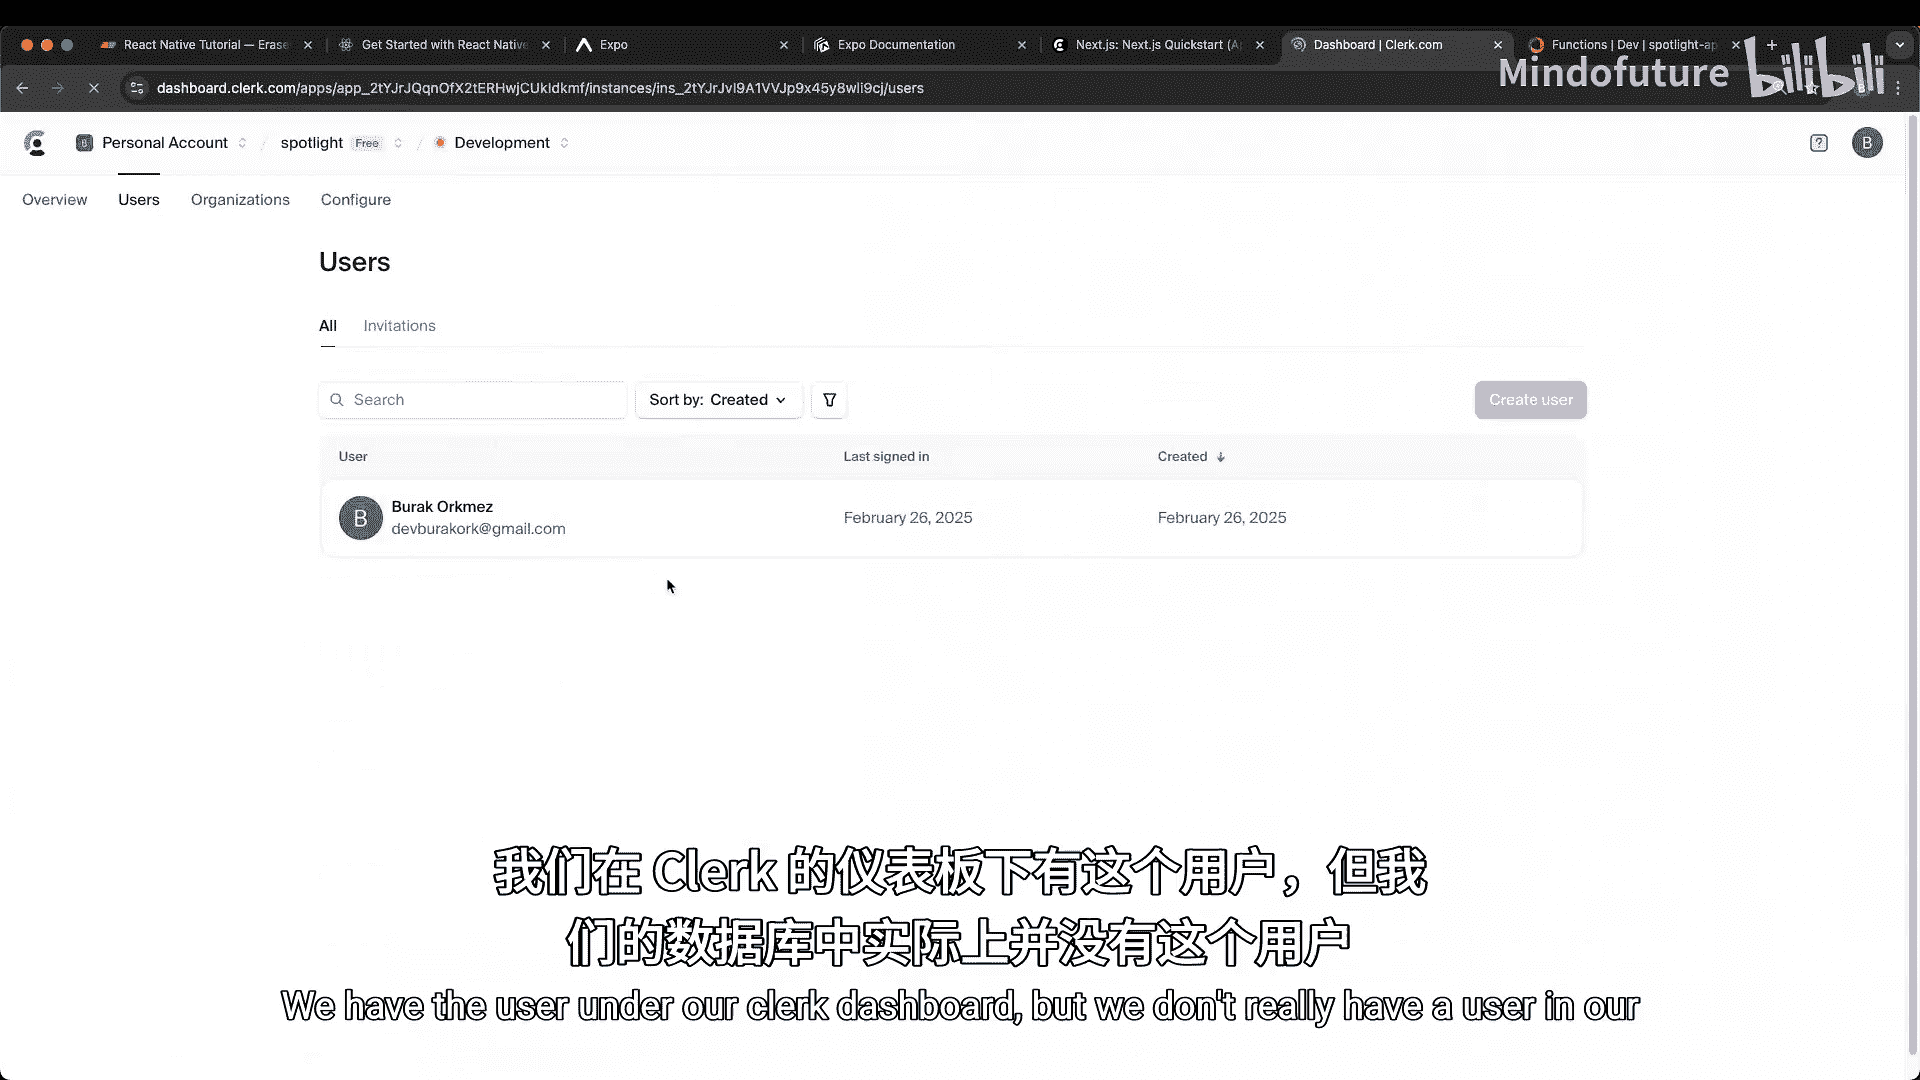 React Native Tutorial — Erase
Get Started with React Native
Expo
Expo Documentation
Next.js: Next.js Quickstart (A
Dashboard | Clerk.com
Functions | Dev | spotlight-ap
Mindofuture bilibili
dashboard.clerk.com/apps/app_2tYJrJQqnOfX2tERHwjCUkIdkmf/instances/ins_2tYJrJvI9A1VVJp9x45y8wIi9cj/users
B Personal Account / spotlight Free / Development
? B
Overview Users Organizations Configure
Users
All Invitations
Search Sort by: Created Create user
User Last signed in Created
B Burak Orkmez February 26, 2025 February 26, 2025
devburakork@gmail.com
我们在 Clerk 的仪表板下有这个用户，但我
们的数据库中实际上并没有这个用户
We have the user under our clerk dashboard, but we don't really have a user in our